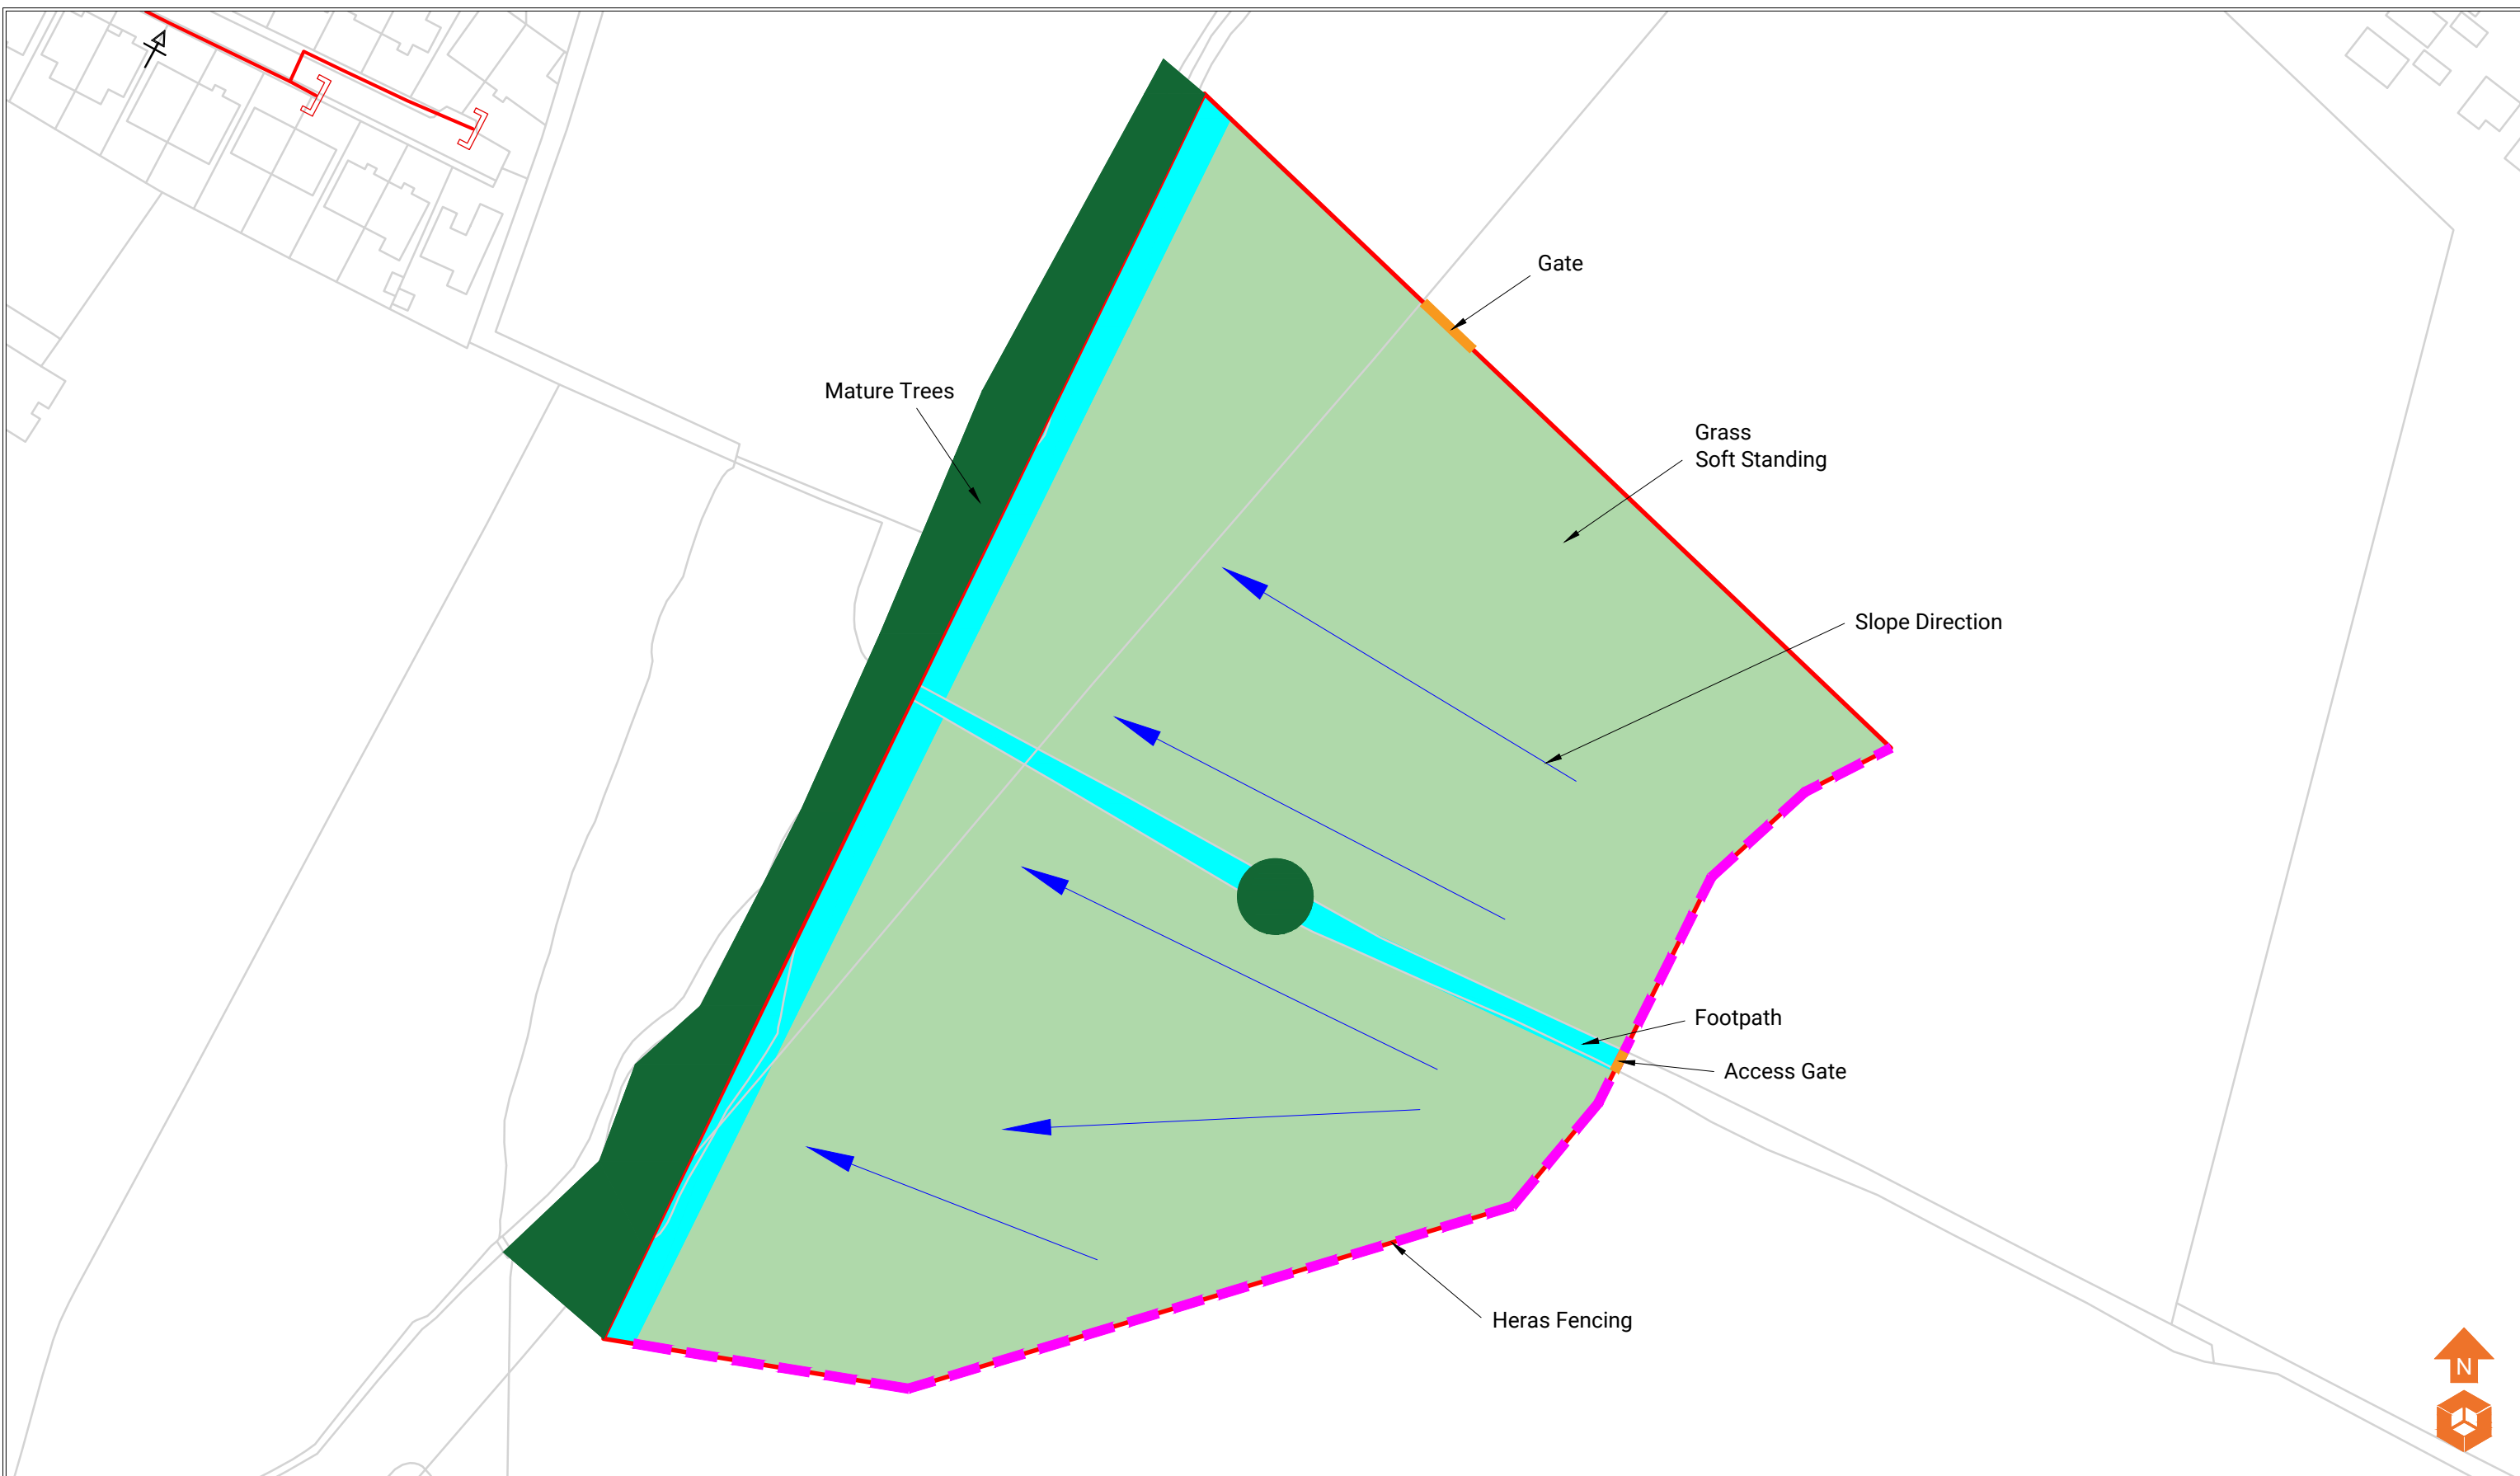 Gate
Mature Trees
Grass
Soft Standing
Slope Direction
Footpath
Access Gate
Heras Fencing
N